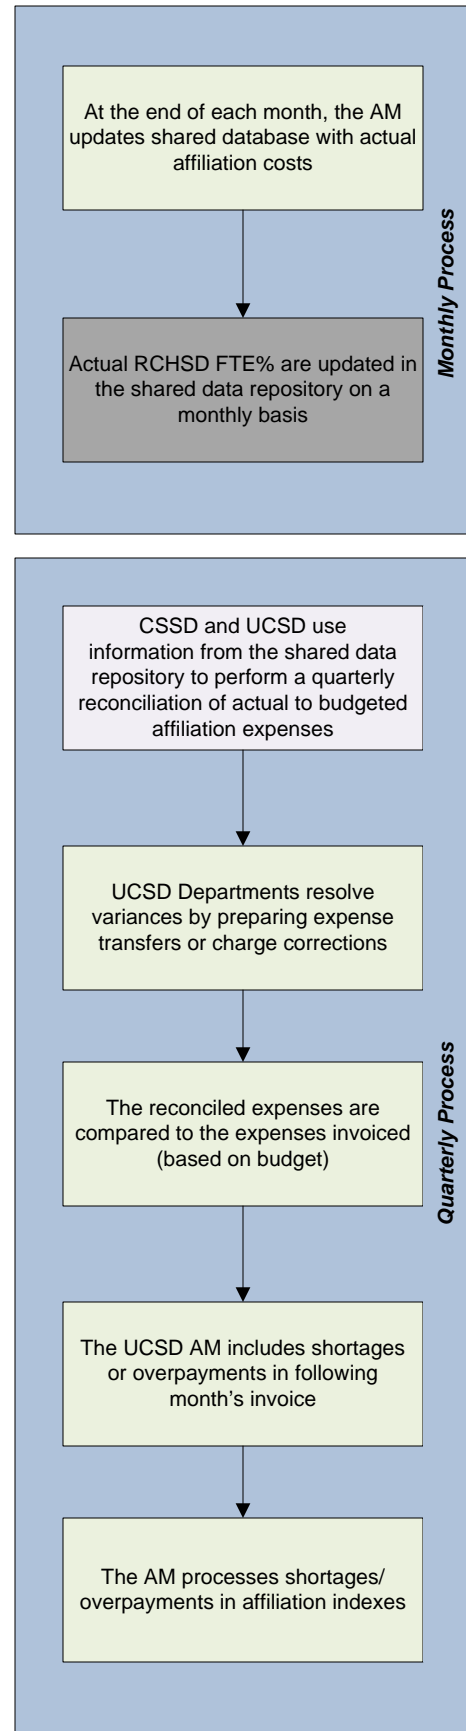 At the end of each month, the AM
updates shared database with actual
affiliation costs
Actual RCHSD FTE% are updated in
the shared data repository on a
monthly basis
Monthly Process
CSSD and UCSD use
information from the shared data
repository to perform a quarterly
reconciliation of actual to budgeted
affiliation expenses
UCSD Departments resolve
variances by preparing expense
transfers or charge corrections
The reconciled expenses are
compared to the expenses invoiced
(based on budget)
The UCSD AM includes shortages
or overpayments in following
month's invoice
The AM processes shortages/
overpayments in affiliation indexes
Quarterly Process